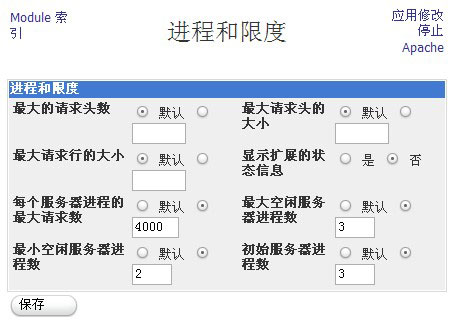 Module 索
引
进程和限度
应用修改
停止
Apache
进程和限度
最大的请求头数
默认
最大请求头的
大小
默认
最大请求行的大小
默认
显示扩展的状
态信息
是
否
每个服务器进程的
最大请求数
默认
4000
最大空闲服务
器进程数
默认
3
最小空闲服务器进
程数
默认
2
初始服务器进
程数
默认
3
保存